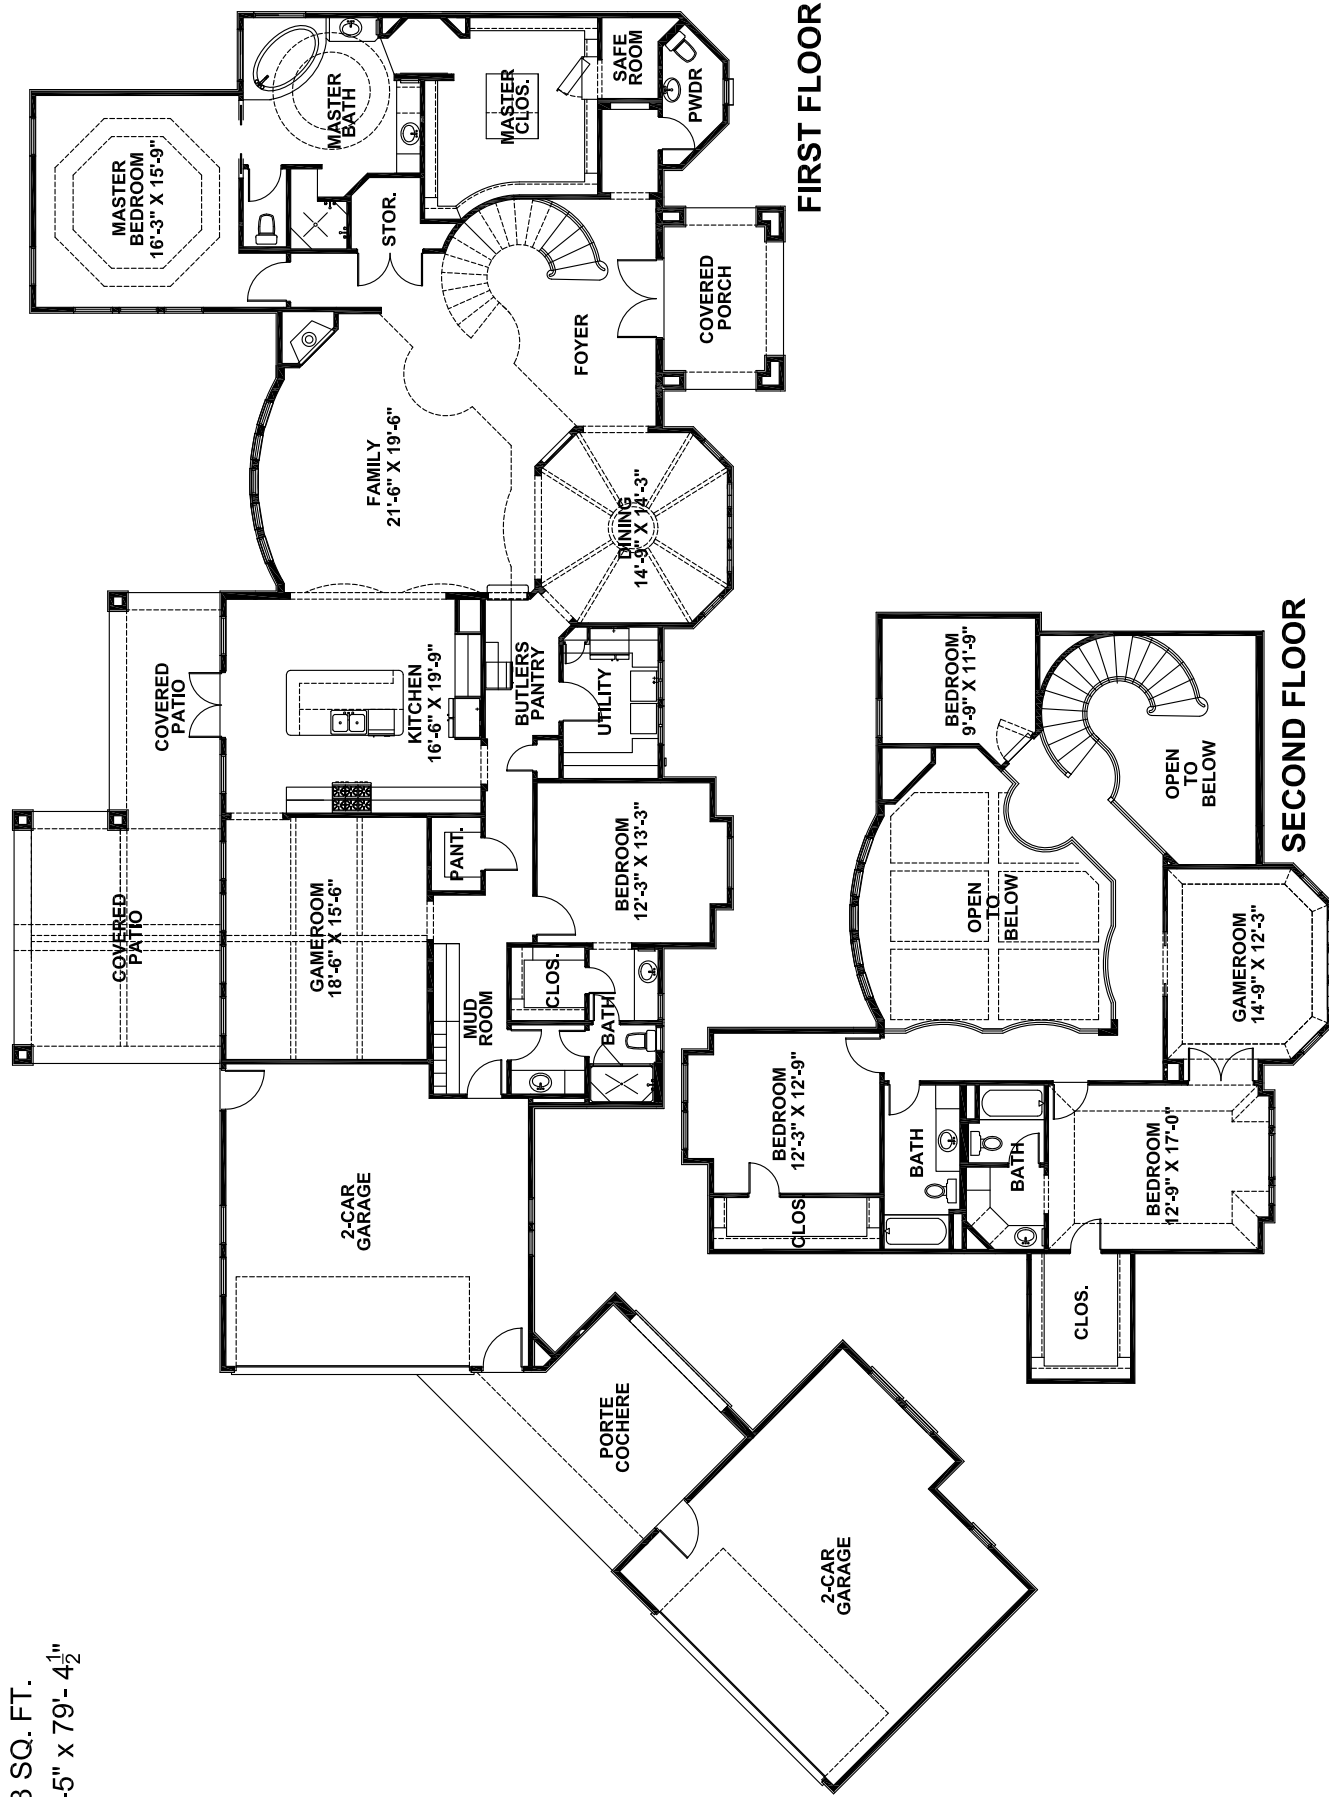 FIRST FLOOR
MASTER
BEDROOM
16'-3" X 15'-9"
MASTER
BATH
MASTER
CLOS.
SAFE
ROOM
PWDR
STOR.
FOYER
COVERED
PORCH
FAMILY
21'-6" X 19'-6"
DINING
14'-9" X 14'-3"
COVERED
PATIO
KITCHEN
16'-6" X 19'-9"
BUTLERS
PANTRY
UTILITY
COVERED
PATIO
GAMEROOM
18'-6" X 15'-6"
PANT.
BEDROOM
12'-3" X 13'-3"
MUD
ROOM
CLOS.
BATH
2-CAR
GARAGE
PORTE
COCHERE
2-CAR
GARAGE
SECOND FLOOR
BEDROOM
9'-9" X 11'-9"
OPEN
TO
BELOW
OPEN
TO
BELOW
GAMEROOM
14'-9" X 12'-3"
BEDROOM
12'-3" X 12'-9"
CLOS.
BATH
BATH
BEDROOM
12'-9" X 17'-0"
CLOS.
SQ. FT.
-5" x 79'- 4½"